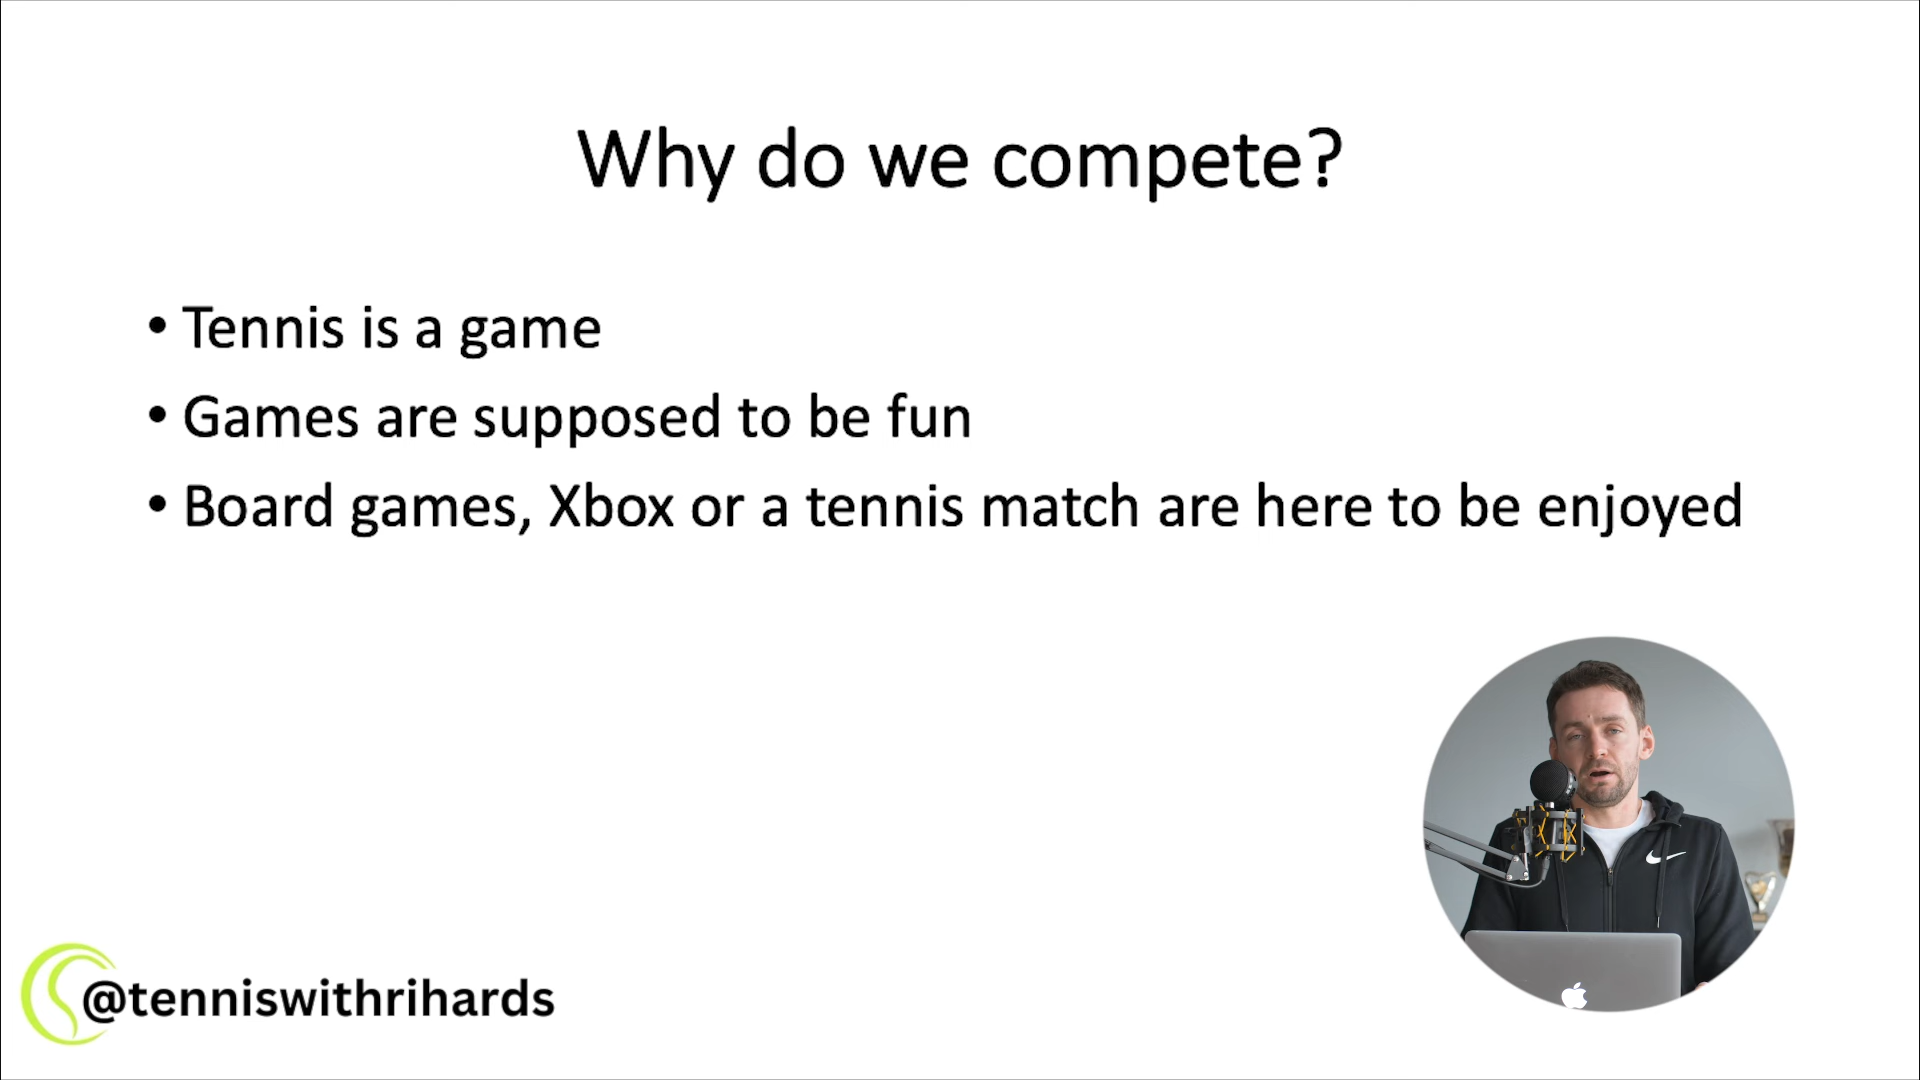 Why do we compete?
• Tennis is a game
• Games are supposed to be fun
• Board games, Xbox or a tennis match are here to be enjoyed
@tenniswithrihards